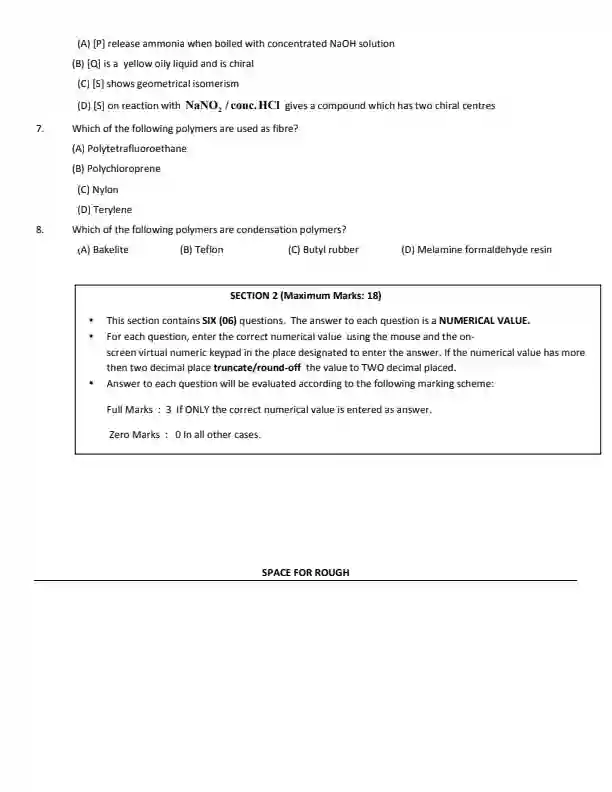 (A) [P] release ammonia when boiled with concentrated NaOH solution
(B) [Q] is a yellow oily liquid and is chiral
(C) [S] shows geometrical isomerism
(D) [S] on reaction with NaNO₂ / conc. HCl gives a compound which has two chiral centres
7. Which of the following polymers are used as fibre?
(A) Polytetrafluoroethane
(B) Polychloroprene
(C) Nylon
(D) Terylene
8. Which of the following polymers are condensation polymers?
(A) Bakelite (B) Teflon (C) Butyl rubber (D) Melamine formaldehyde resin
SECTION 2 (Maximum Marks: 18)
• This section contains SIX (06) questions. The answer to each question is a NUMERICAL VALUE.
• For each question, enter the correct numerical value using the mouse and the on-
screen virtual numeric keypad in the place designated to enter the answer. If the numerical value has more
then two decimal place truncate/round-off the value to TWO decimal placed.
• Answer to each question will be evaluated according to the following marking scheme:
Full Marks : 3 If ONLY the correct numerical value is entered as answer.
Zero Marks : 0 In all other cases.
SPACE FOR ROUGH